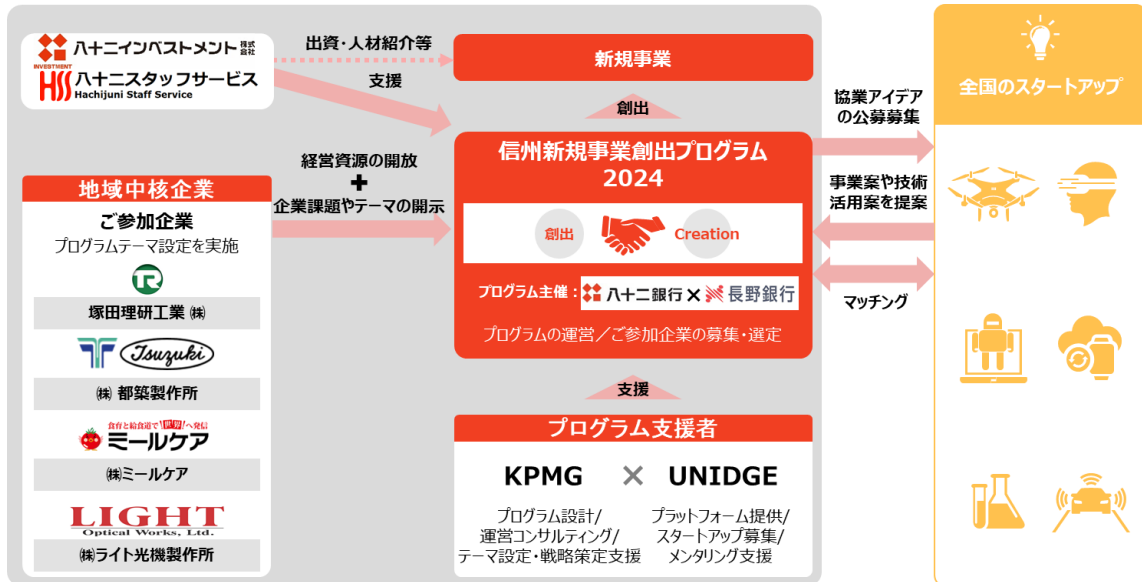 八十二インベストメント 株式会社
INVESTMENT
HSS 八十二スタッフサービス
Hachijuni Staff Service
出資・人材紹介等
支援
新規事業
創出
地域中核企業
ご参加企業
プログラムテーマ設定を実施
TR
塚田理研工業 ㈱
Tsuzuki
㈱ 都築製作所
食育と給食道で世界へ発信
ミールケア
㈱ミールケア
LIGHT
Optical Works, Ltd.
㈱ライト光機製作所
経営資源の開放
+
企業課題やテーマの開示
信州新規事業創出プログラム
2024
創出
Creation
プログラム主催：八十二銀行×長野銀行
プログラムの運営／ご参加企業の募集・選定
支援
プログラム支援者
KPMG × UNIDGE
プログラム設計/
運営コンサルティング/
テーマ設定・戦略策定支援
プラットフォーム提供/
スタートアップ募集/
メンタリング支援
協業アイデア
の公募募集
事業案や技術
活用案を提案
マッチング
全国のスタートアップ